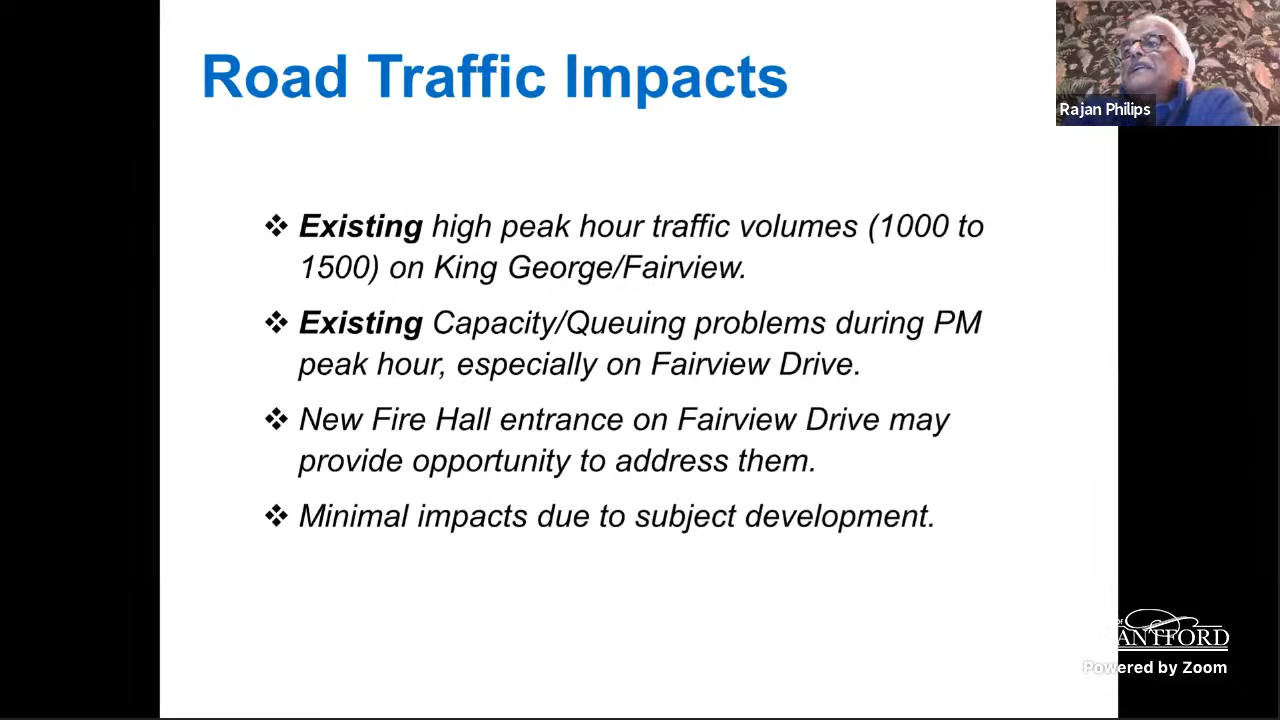 Road Traffic Impacts
Rajan Philips
❖ Existing high peak hour traffic volumes (1000 to
1500) on King George/Fairview.
❖ Existing Capacity/Queuing problems during PM
peak hour, especially on Fairview Drive.
❖ New Fire Hall entrance on Fairview Drive may
provide opportunity to address them.
❖ Minimal impacts due to subject development.
ANTFORD
Powered by Zoom